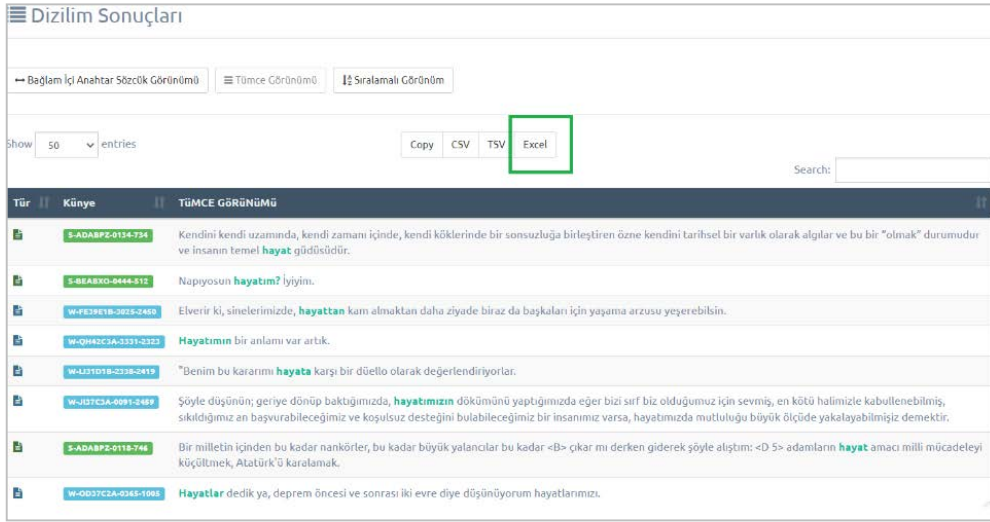 Dizilim Sonuçları
Bağlam İçi Anahtar Sözcük Görünümü Tümce Görünümü Sıralamalı Görünüm
Show 50 entries Copy CSV TSV Excel
Search:
Tür Künye TüMCE GöRüNüMü
S-ADABPZ-0134-734 Kendini kendi uzamında, kendi zamanı içinde, kendi köklerinde bir sonsuzluğa birleştiren özne kendini tarihsel bir varlık olarak algılar ve bu bir "olmak" durumudur
ve insanın temel hayat güdüsüdür.
S-BEABXO-0444-512 Napıyosun hayatım? İyiyim.
W-FE39E1B-3025-2450 Elverir ki, sinelerimizde, hayattan kam almaktan daha ziyade biraz da başkaları için yaşama arzusu yeşerebilsin.
W-QH42C3A-3331-2323 Hayatımın bir anlamı var artık.
W-LI31D1B-2338-2419 "Benim bu kararımı hayata karşı bir düello olarak değerlendiriyorlar.
W-JI37C3A-0091-2459 Şöyle düşünün; geriye dönüp baktığımızda, hayatımızın dökümünü yaptığımızda eğer bizi sırf biz olduğumuz için sevmiş, en kötü halimizle kabullenebilmiş,
sıkıldığımız an başvurabileceğimiz ve koşulsuz desteğini bulabileceğimiz bir insanımız varsa, hayatımızda mutluluğu büyük ölçüde yakalayabilmişiz demektir.
S-ADABPZ-0118-746 Bir milletin içinden bu kadar nankörler, bu kadar büyük yalancılar bu kadar <B> çıkar mı derken giderek şöyle alıştım: <D 5> adamların hayat amacı milli mücadeleyi
küçültmek, Atatürk'ü karalamak.
W-OD37C2A-0365-1005 Hayatlar dedik ya, deprem öncesi ve sonrası iki evre diye düşünüyorum hayatlarımızı.